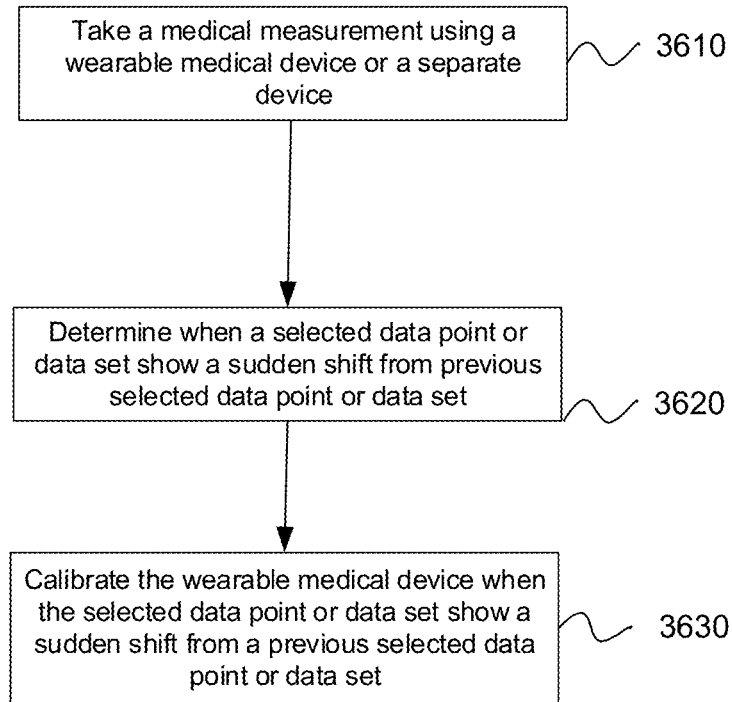 Take a medical measurement using a
wearable medical device or a separate
device
3610
Determine when a selected data point or
data set show a sudden shift from previous
selected data point or data set
3620
Calibrate the wearable medical device when
the selected data point or data set show a
sudden shift from a previous selected data
point or data set
3630